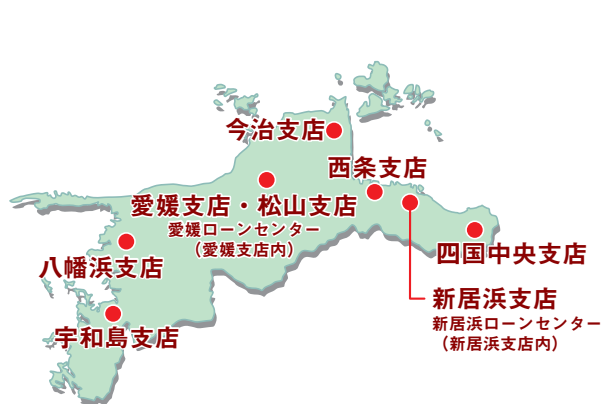 今治支店
西条支店
愛媛支店・松山支店
愛媛ローンセンター
（愛媛支店内）
四国中央支店
八幡浜支店
新居浜支店
新居浜ローンセンター
（新居浜支店内）
宇和島支店